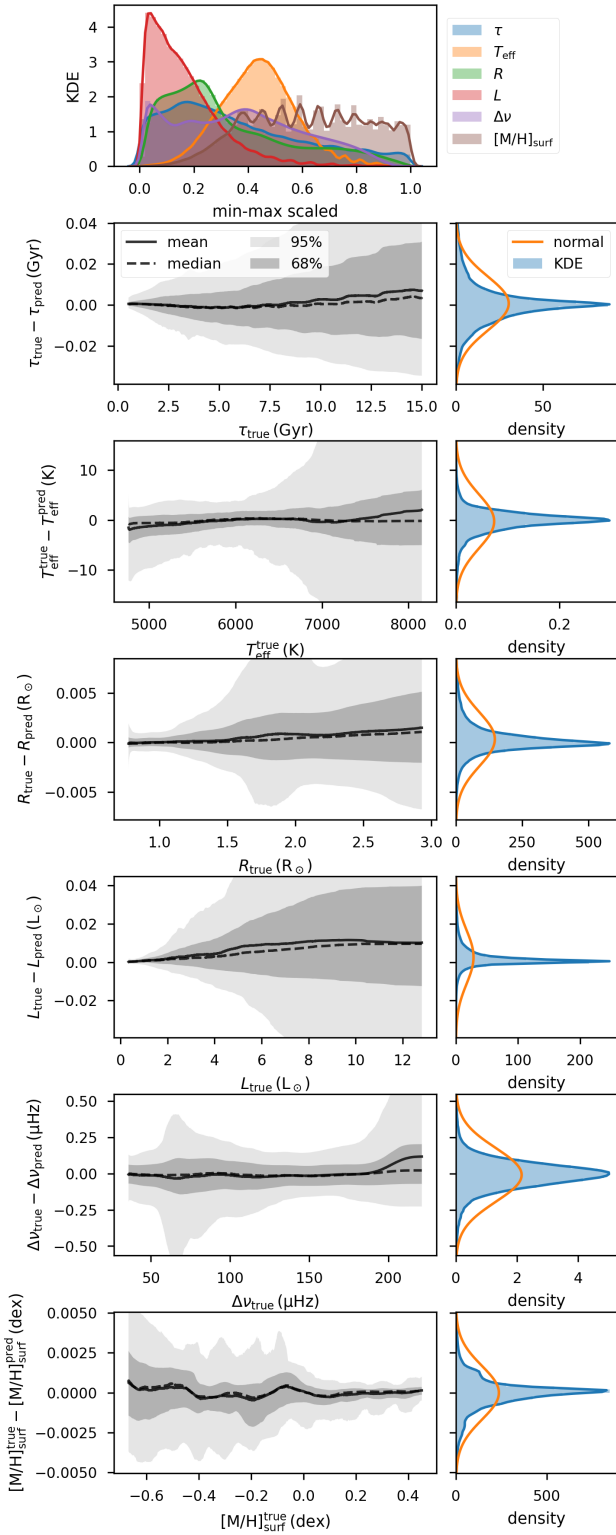 KDE
4
3
2
1
0
0.0 0.2 0.4 0.6 0.8 1.0
min-max scaled
τ
T_eff
R
L
Δν
[M/H]_surf
τ_true − τ_pred (Gyr)
0.04
0.02
0.00
−0.02
mean 95%
median 68%
0.0 2.5 5.0 7.5 10.0 12.5 15.0
τ_true (Gyr)
normal
KDE
0 50
density
T_eff^true − T_eff^pred (K)
10
0
−10
5000 6000 7000 8000
T_eff^true (K)
0.0 0.2
density
R_true − R_pred (R_⊙)
0.005
0.000
−0.005
1.0 1.5 2.0 2.5 3.0
R_true (R_⊙)
0 250 500
density
L_true − L_pred (L_⊙)
0.04
0.02
0.00
−0.02
0 2 4 6 8 10 12
L_true (L_⊙)
0 100 200
density
Δν_true − Δν_pred (μHz)
0.50
0.25
0.00
−0.25
−0.50
50 100 150 200
Δν_true (μHz)
0 2 4
density
[M/H]_surf^true − [M/H]_surf^pred (dex)
0.0050
0.0025
0.0000
−0.0025
−0.0050
−0.6 −0.4 −0.2 0.0 0.2 0.4
[M/H]_surf^true (dex)
0 500
density